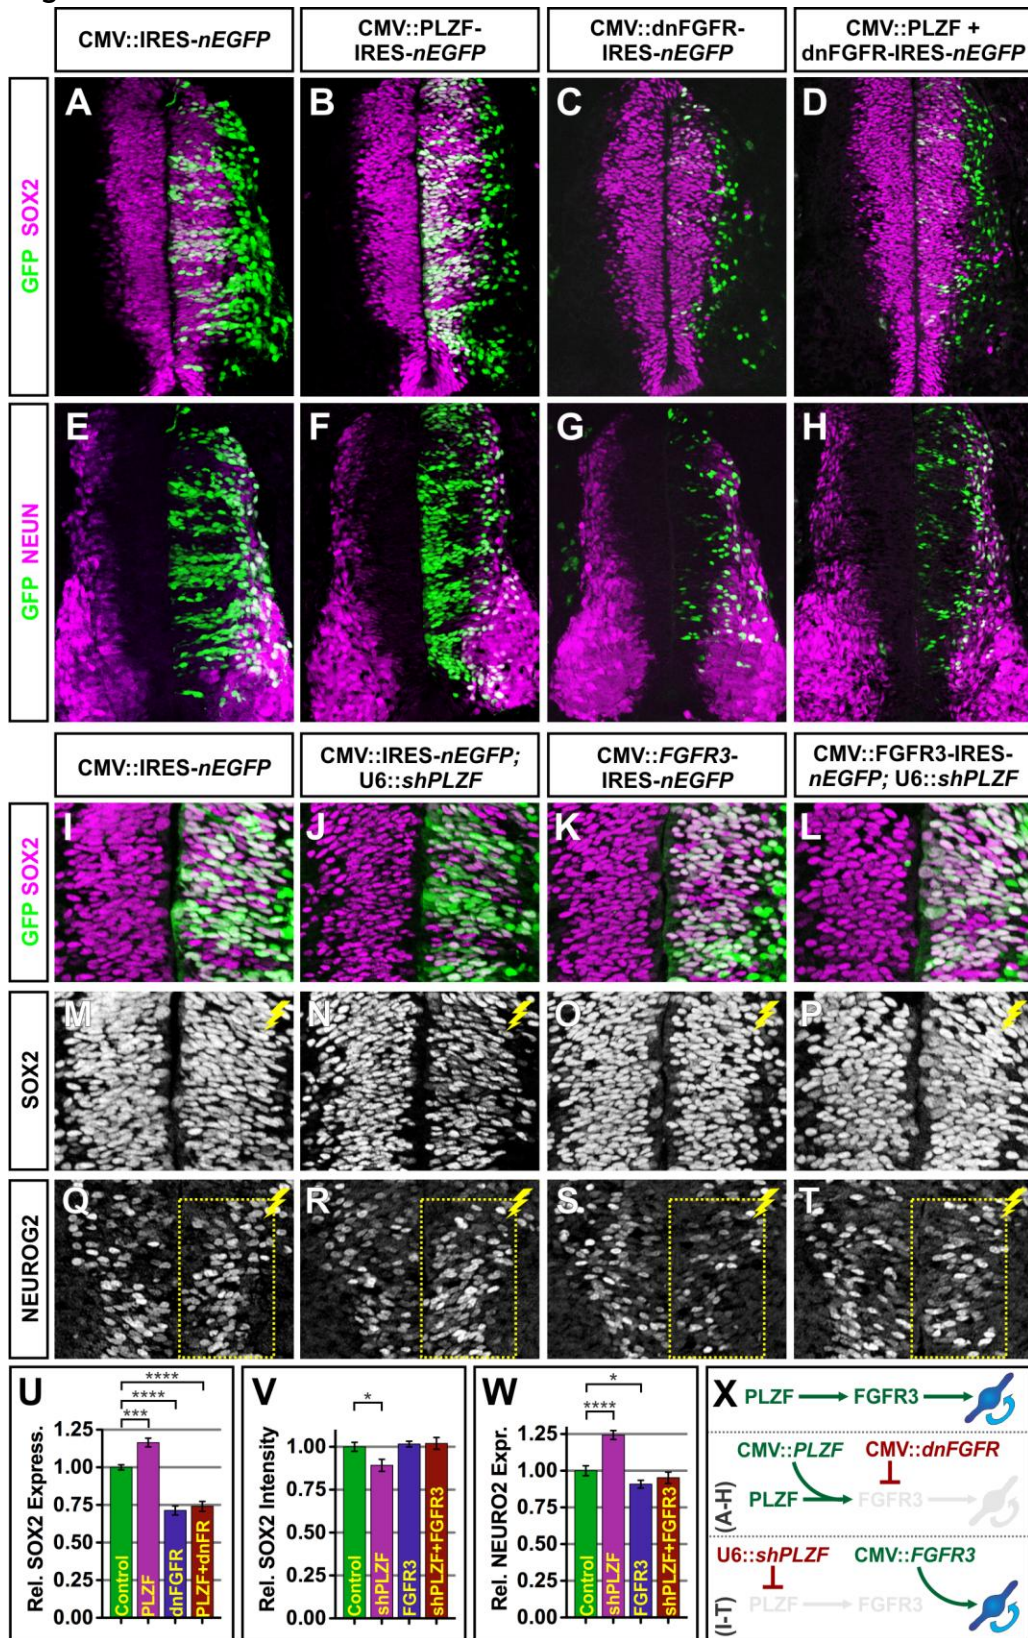 CMV::IRES-nEGFP
CMV::PLZF-
IRES-nEGFP
CMV::dnFGFR-
IRES-nEGFP
CMV::PLZF +
dnFGFR-IRES-nEGFP
GFP SOX2
A
B
C
D
GFP NEUN
E
F
G
H
CMV::IRES-nEGFP
CMV::IRES-nEGFP;
U6::shPLZF
CMV::FGFR3-
IRES-nEGFP
CMV::FGFR3-IRES-
nEGFP; U6::shPLZF
GFP SOX2
I
J
K
L
SOX2
M
N
O
P
NEUROG2
Q
R
S
T
U
Rel. SOX2 Express.
1.25
1.00
0.75
0.50
0.25
0.00
****
****
***
Control
PLZF
dnFGFR
PLZF+dnFR
V
Rel. SOX2 Intensity
1.00
0.75
0.50
0.25
0.00
*
Control
shPLZF
FGFR3
shPLZF+FGFR3
W
Rel. NEURO2 Expr.
1.25
1.00
0.75
0.50
0.25
0.00
*
****
Control
shPLZF
FGFR3
shPLZF+FGFR3
X
PLZF
FGFR3
(A-H)
CMV::PLZF
CMV::dnFGFR
PLZF
FGFR3
(I-T)
U6::shPLZF
CMV::FGFR3
PLZF
FGFR3